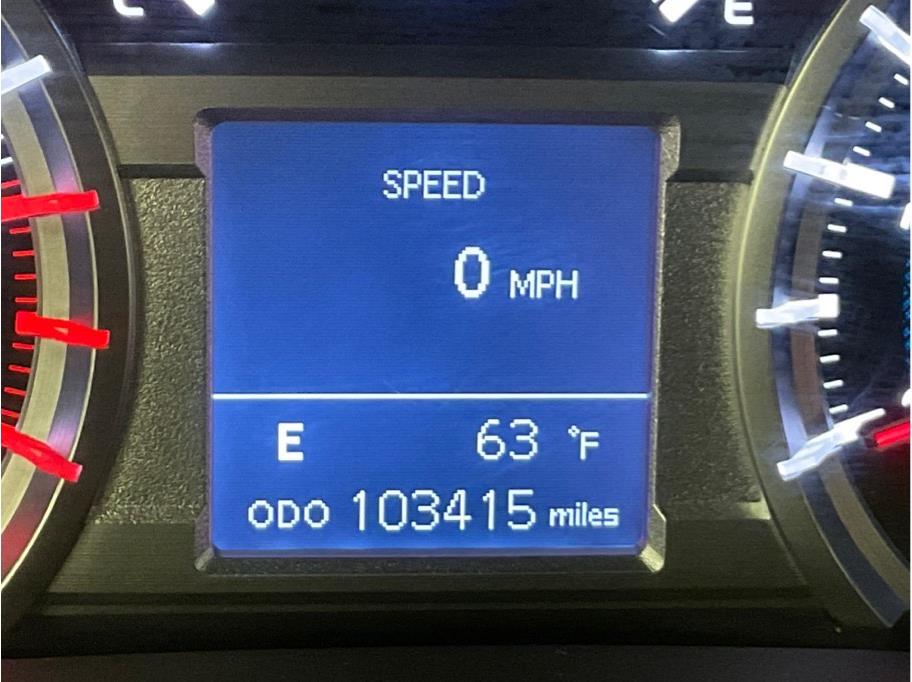 C E
SPEED
0 MPH
E 63 °F
ODO 103415 miles